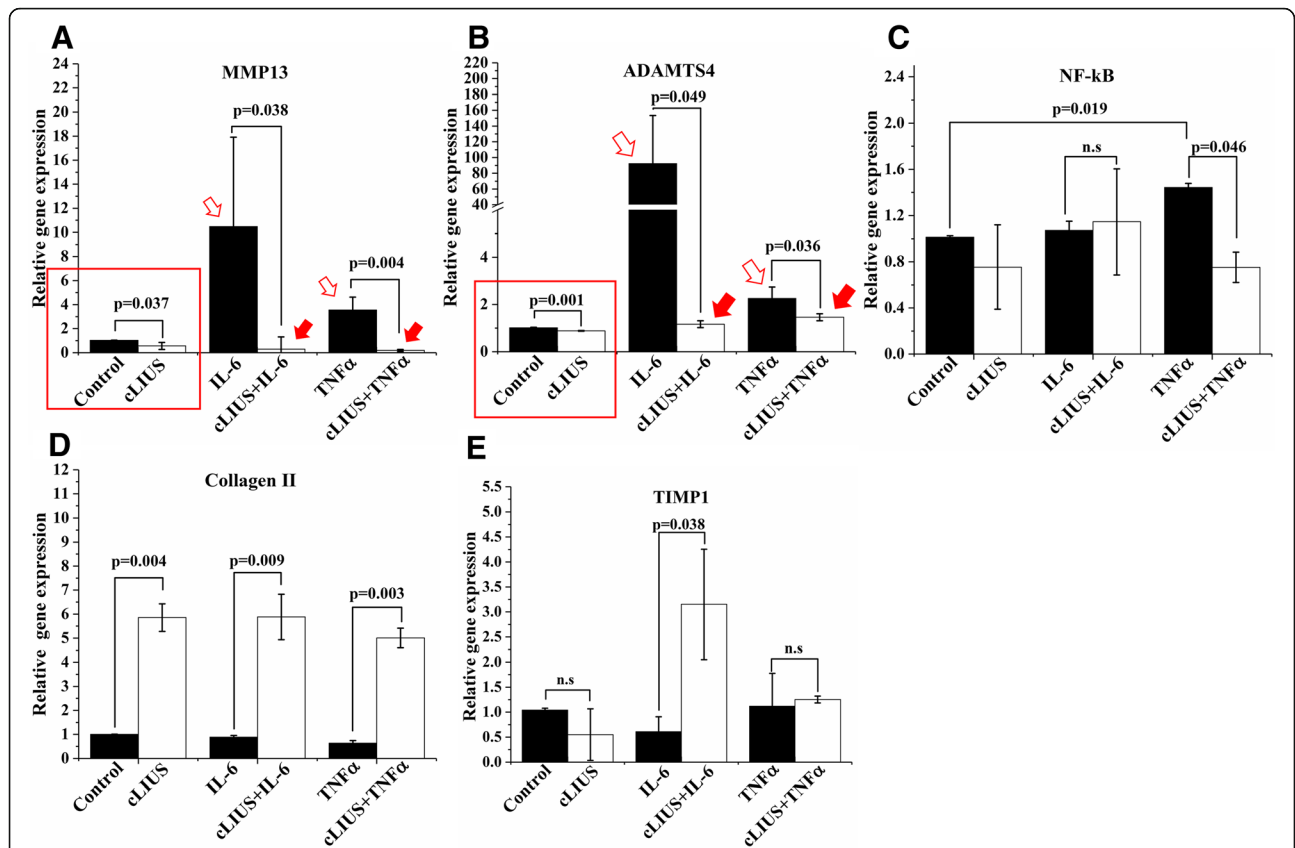 A
MMP13
Relative gene expression
24
22
20
18
16
14
12
10
8
6
4
2
0
p=0.037
p=0.038
p=0.004
Control
cLIUS
IL-6
cLIUS+IL-6
TNFα
cLIUS+TNFα
B
ADAMTS4
Relative gene expression
220
200
180
160
140
120
100
80
60
40
4
2
0
p=0.001
p=0.049
p=0.036
Control
cLIUS
IL-6
cLIUS+IL-6
TNFα
cLIUS+TNFα
C
NF-kB
Relative gene expression
2.4
2.0
1.6
1.2
0.8
0.4
0.0
p=0.019
n.s
p=0.046
Control
cLIUS
IL-6
cLIUS+IL-6
TNFα
cLIUS+TNFα
D
Collagen II
Relative gene expression
12
11
10
9
8
7
6
5
4
3
2
1
0
p=0.004
p=0.009
p=0.003
Control
cLIUS
IL-6
cLIUS+IL-6
TNFα
cLIUS+TNFα
E
TIMP1
Relative gene expression
5.5
5.0
4.5
4.0
3.5
3.0
2.5
2.0
1.5
1.0
0.5
0.0
n.s
p=0.038
n.s
Control
cLIUS
IL-6
cLIUS+IL-6
TNFα
cLIUS+TNFα